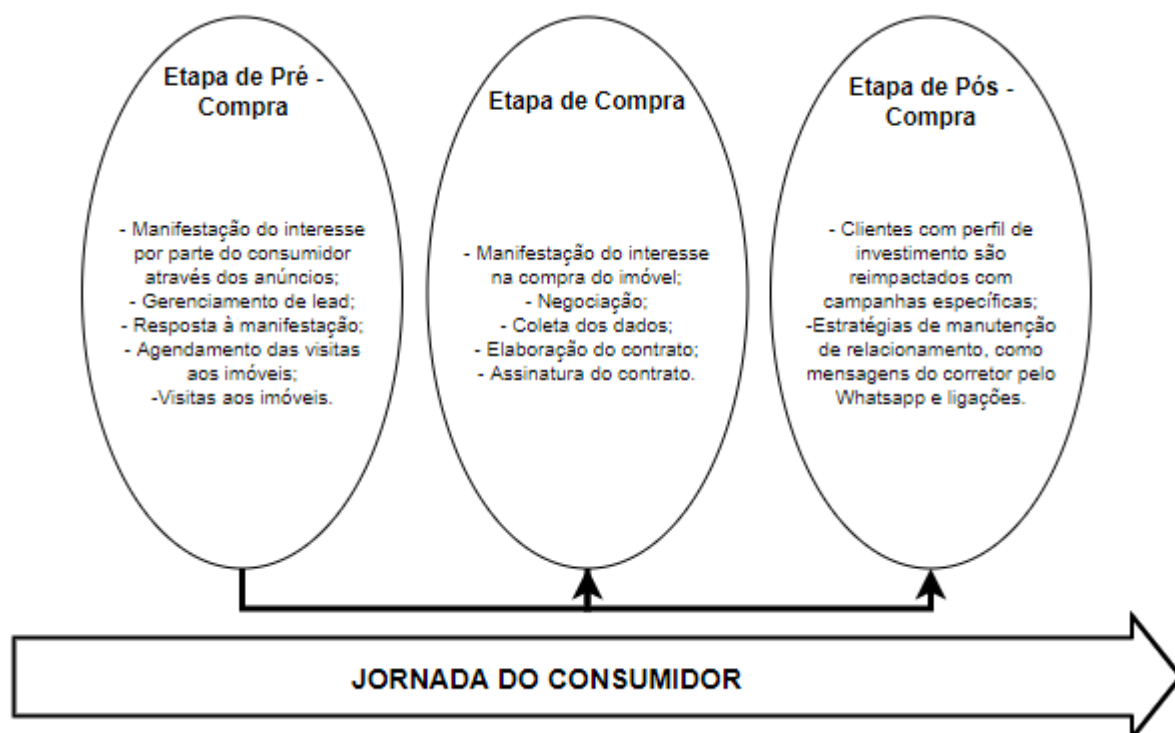 Etapa de Pré -
Compra
- Manifestação do interesse
por parte do consumidor
através dos anúncios;
- Gerenciamento de lead;
- Resposta à manifestação;
- Agendamento das visitas
aos imóveis;
-Visitas aos imóveis.
Etapa de Compra
- Manifestação do interesse
na compra do imóvel;
- Negociação;
- Coleta dos dados;
- Elaboração do contrato;
- Assinatura do contrato.
Etapa de Pós -
Compra
- Clientes com perfil de
investimento são
reimpactados com
campanhas específicas;
-Estratégias de manutenção
de relacionamento, como
mensagens do corretor pelo
Whatsapp e ligações.
JORNADA DO CONSUMIDOR